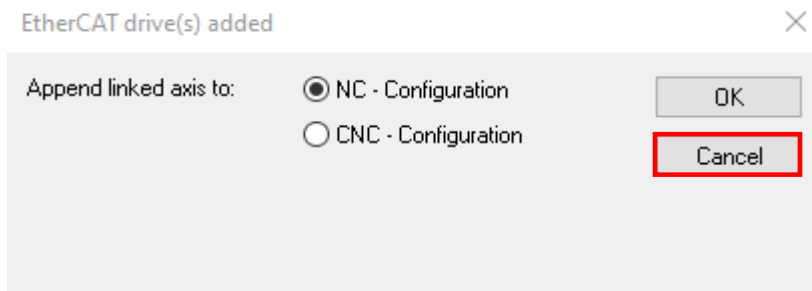 EtherCAT drive(s) added
Append linked axis to:
NC - Configuration
CNC - Configuration
OK
Cancel